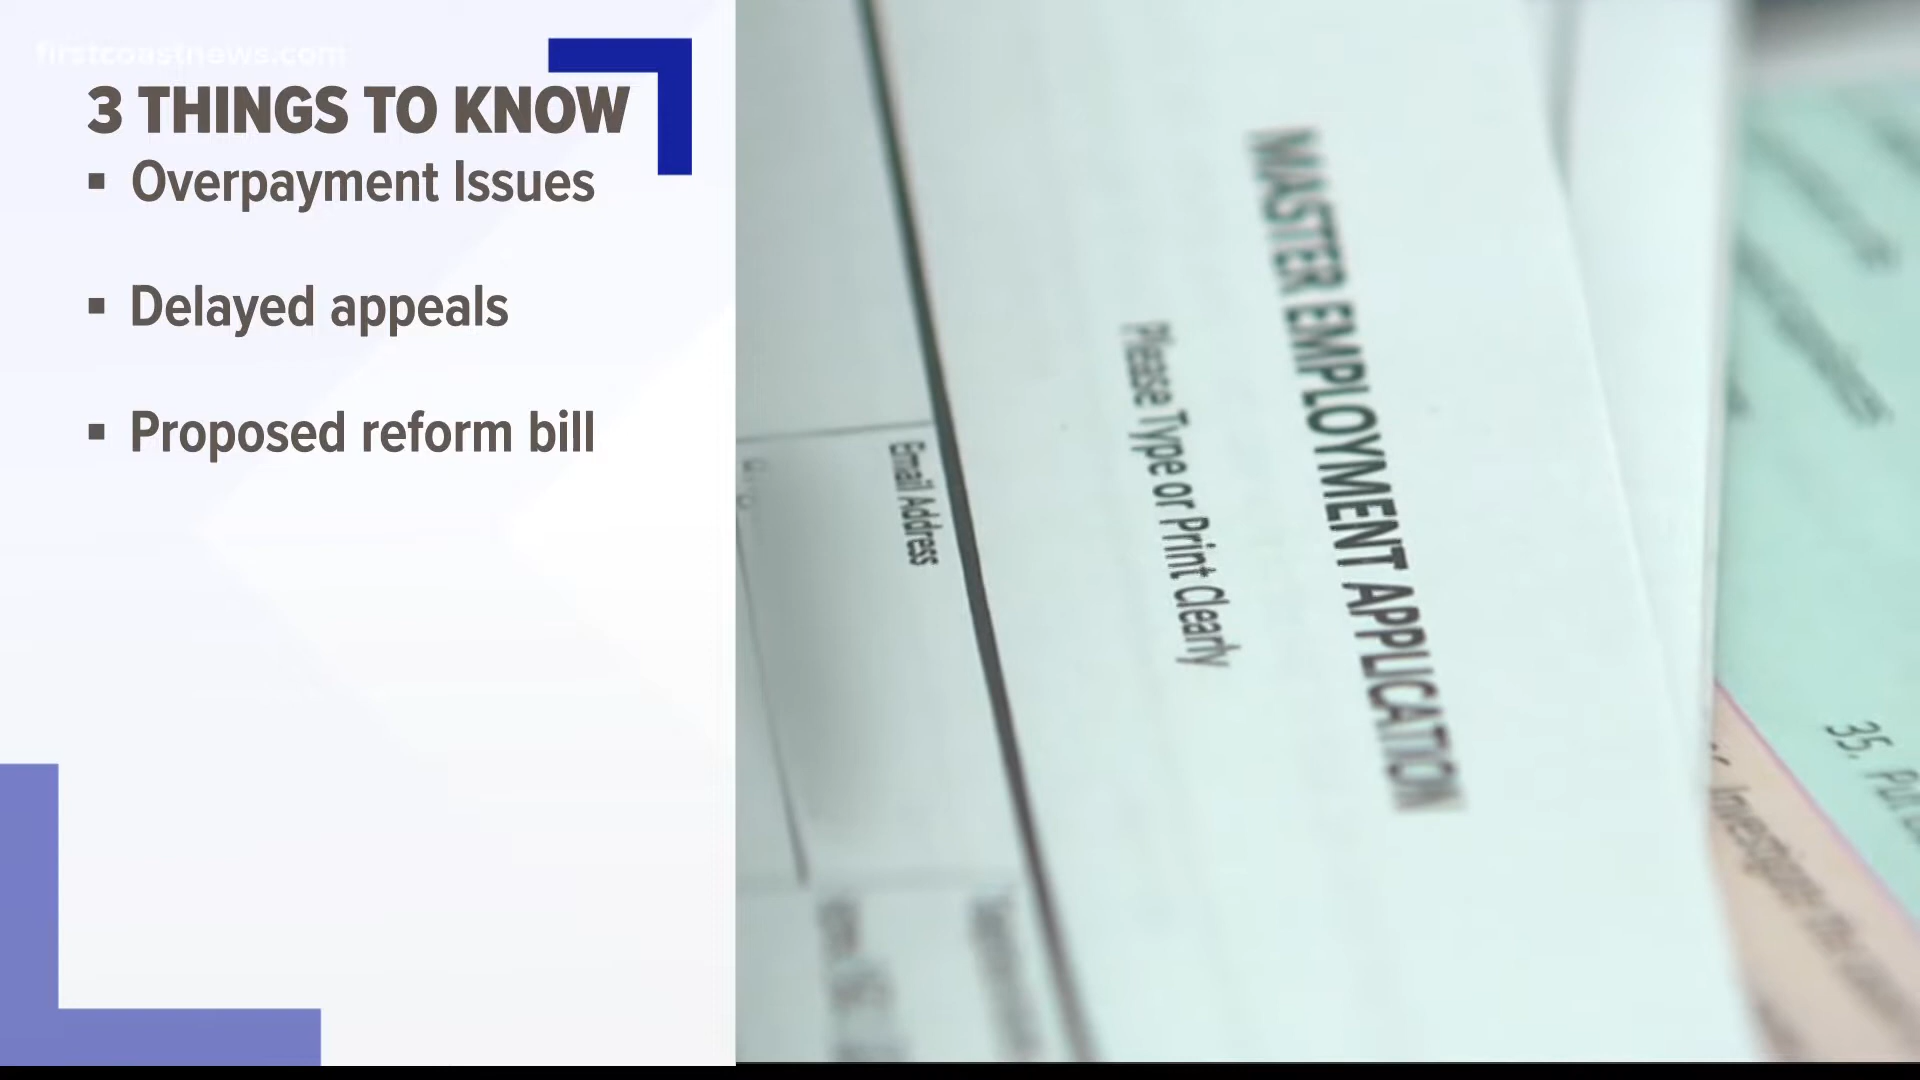 firstcoastnews.com
3 THINGS TO KNOW
▪ Overpayment Issues
▪ Delayed appeals
▪ Proposed reform bill
MASTER EMPLOYMENT APPLICATION
Please Type or Print Clearly
Email Address
35. Put